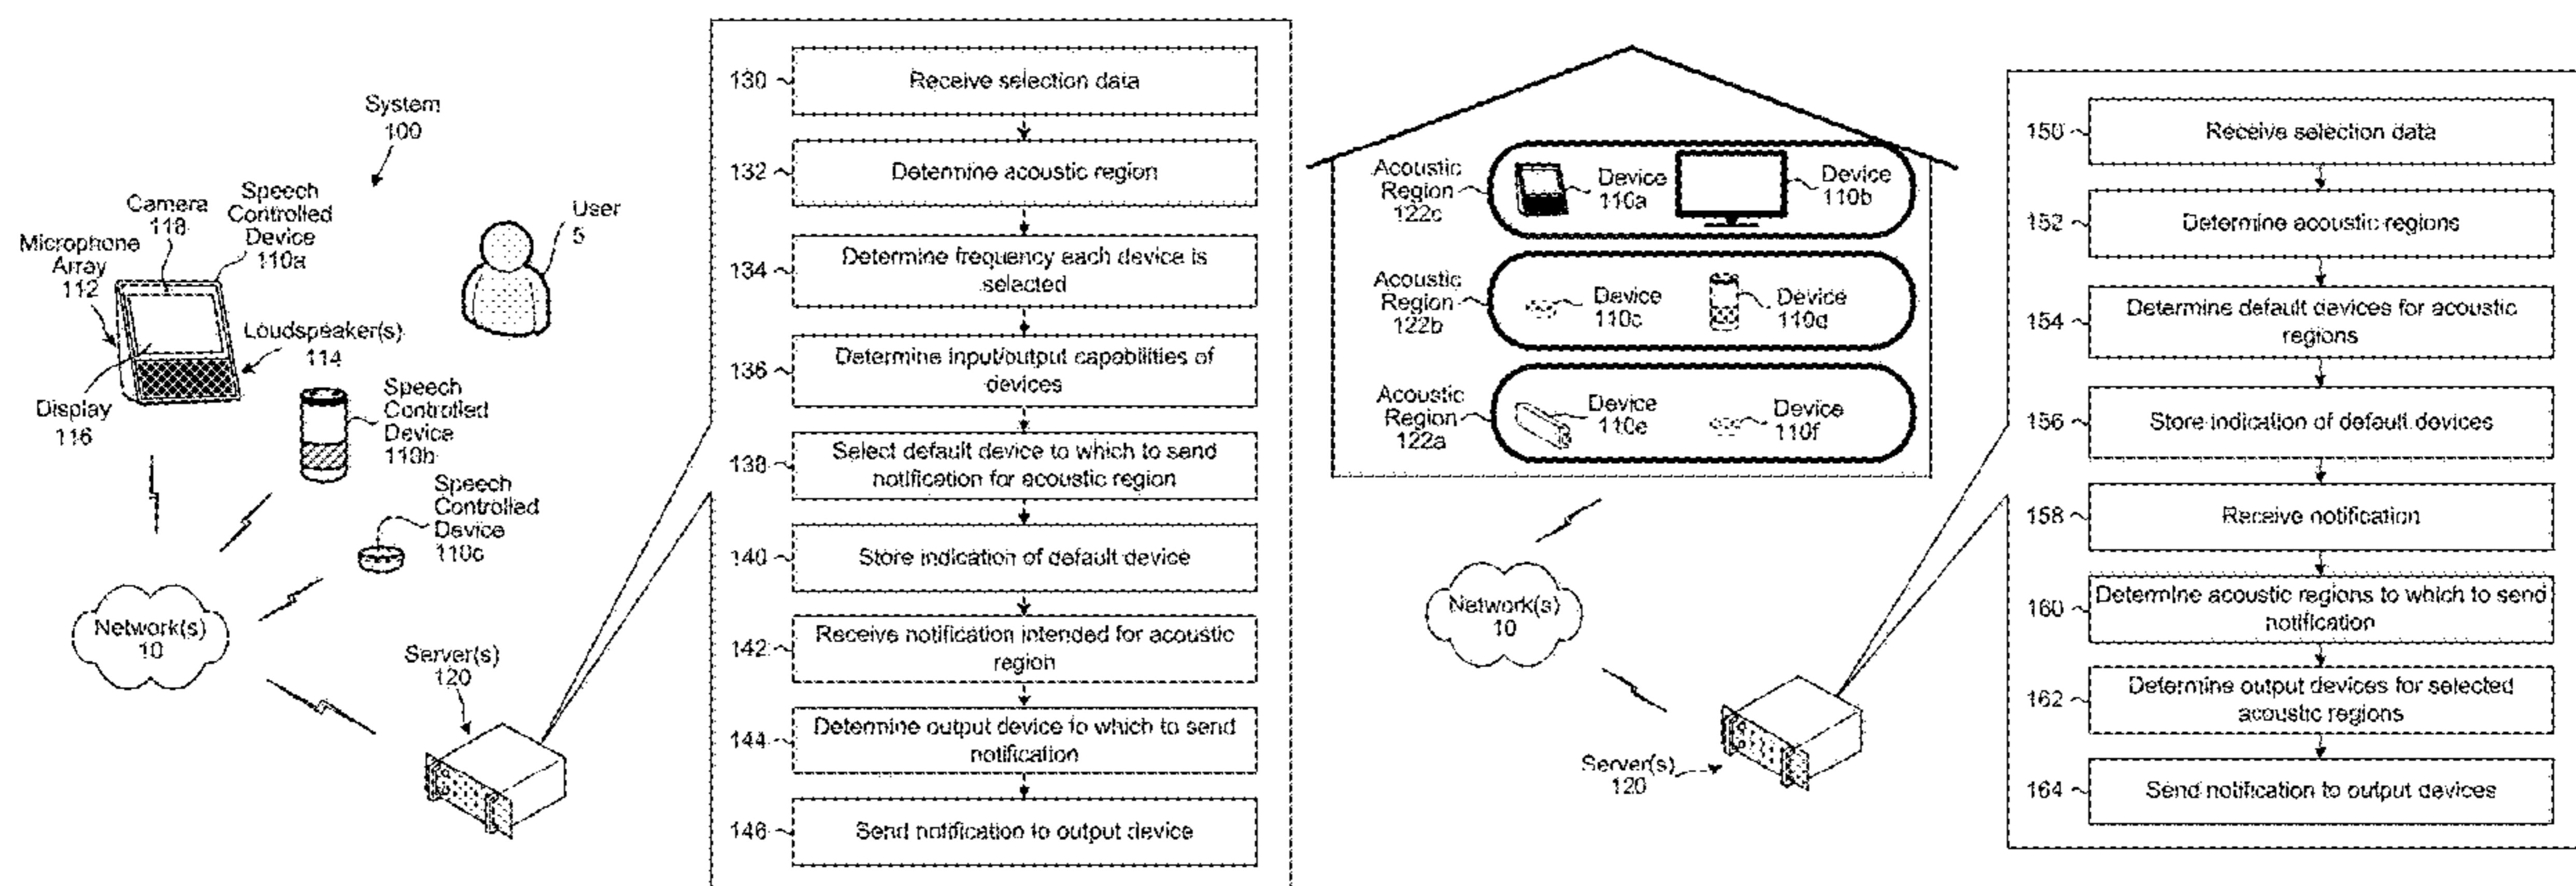 System
100
Camera
118
Speech
Controlled
Device
110a
Microphone
Array
112
User
5
Loudspeaker(s)
114
Display
116
Speech
Controlled
Device
110b
Speech
Controlled
Device
110c
Network(s)
10
Server(s)
120
130
Receive selection data
132
Determine acoustic region
134
Determine frequency each device is
selected
136
Determine input/output capabilities of
devices
138
Select default device to which to send
notification for acoustic region
140
Store indication of default device
142
Receive notification intended for acoustic
region
144
Determine output device to which to send
notification
146
Send notification to output device
Acoustic
Region
122c
Device
110a
Device
110b
Acoustic
Region
122b
Device
110c
Device
110d
Acoustic
Region
122a
Device
110e
Device
110f
Network(s)
10
Server(s)
120
150
Receive selection data
152
Determine acoustic regions
154
Determine default devices for acoustic
regions
156
Store indication of default devices
158
Receive notification
160
Determine acoustic regions to which to send
notification
162
Determine output devices for selected
acoustic regions
164
Send notification to output devices